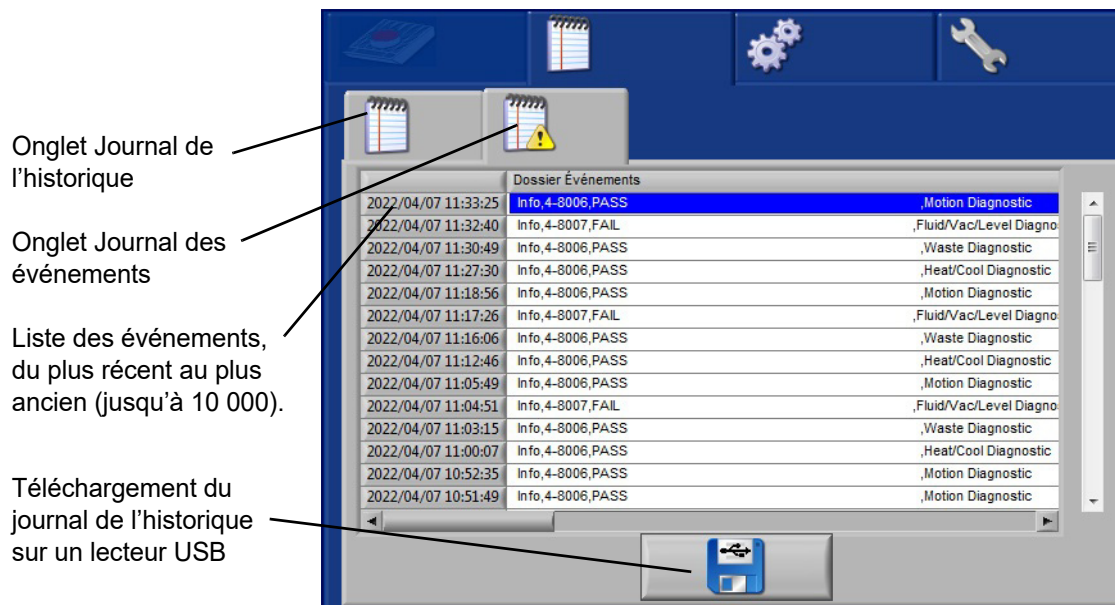 Onglet Journal de
l’historique
Onglet Journal des
événements
Liste des événements,
du plus récent au plus
ancien (jusqu’à 10 000).
Téléchargement du
journal de l’historique
sur un lecteur USB
Dossier Événements
2022/04/07 11:33:25 Info,4-8006,PASS ,Motion Diagnostic
2022/04/07 11:32:40 Info,4-8007,FAIL ,Fluid/Vac/Level Diagno
2022/04/07 11:30:49 Info,4-8006,PASS ,Waste Diagnostic
2022/04/07 11:27:30 Info,4-8006,PASS ,Heat/Cool Diagnostic
2022/04/07 11:18:56 Info,4-8006,PASS ,Motion Diagnostic
2022/04/07 11:17:26 Info,4-8007,FAIL ,Fluid/Vac/Level Diagno
2022/04/07 11:16:06 Info,4-8006,PASS ,Waste Diagnostic
2022/04/07 11:12:46 Info,4-8006,PASS ,Heat/Cool Diagnostic
2022/04/07 11:05:49 Info,4-8006,PASS ,Motion Diagnostic
2022/04/07 11:04:51 Info,4-8007,FAIL ,Fluid/Vac/Level Diagno
2022/04/07 11:03:15 Info,4-8006,PASS ,Waste Diagnostic
2022/04/07 11:00:07 Info,4-8006,PASS ,Heat/Cool Diagnostic
2022/04/07 10:52:35 Info,4-8006,PASS ,Motion Diagnostic
2022/04/07 10:51:49 Info,4-8006,PASS ,Motion Diagnostic